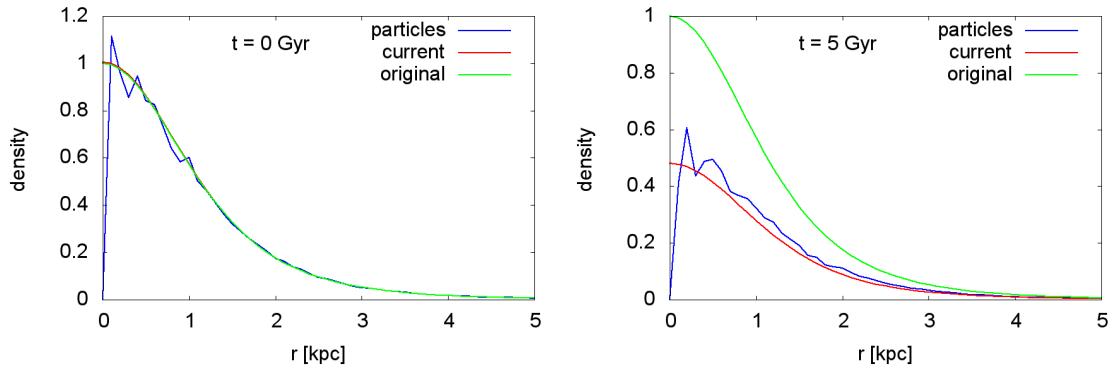 t = 0 Gyr
particles
current
original
1.2
1
0.8
0.6
0.4
0.2
0
density
0
1
2
3
4
5
r [kpc]
t = 5 Gyr
particles
current
original
1
0.8
0.6
0.4
0.2
0
density
0
1
2
3
4
5
r [kpc]